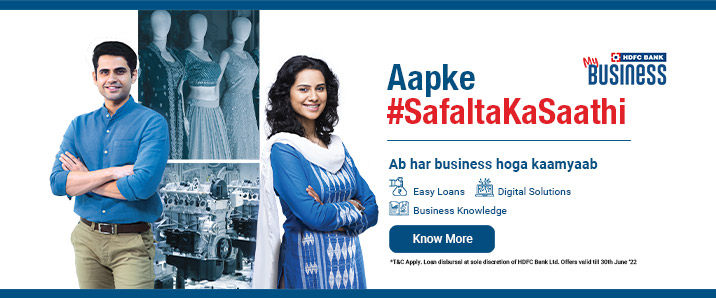 Aapke
#SafaltaKaSaathi
HDFC BANK
My
BUSINESS
Ab har business hoga kaamyaab
Easy Loans
Digital Solutions
Business Knowledge
Know More
*T&C Apply. Loan disbursal at sole discretion of HDFC Bank Ltd. Offers valid till 30th June '22